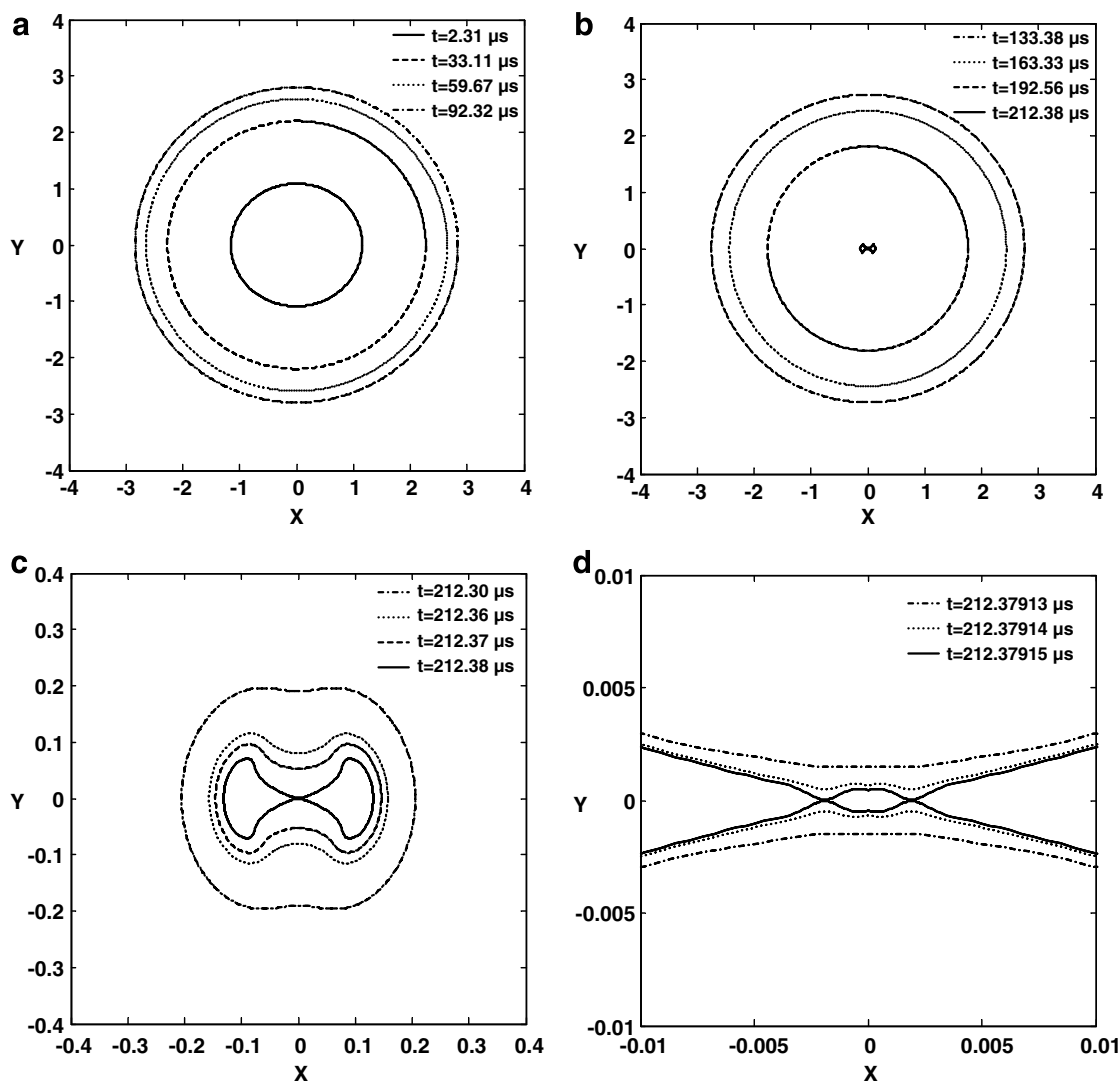 a
t=2.31 µs
t=33.11 µs
t=59.67 µs
t=92.32 µs
4
3
2
1
0
-1
-2
-3
-4
Y
-4 -3 -2 -1 0 1 2 3 4
X
b
t=133.38 µs
t=163.33 µs
t=192.56 µs
t=212.38 µs
4
3
2
1
0
-1
-2
-3
-4
Y
-4 -3 -2 -1 0 1 2 3 4
X
c
t=212.30 µs
t=212.36 µs
t=212.37 µs
t=212.38 µs
0.4
0.3
0.2
0.1
0
-0.1
-0.2
-0.3
-0.4
Y
-0.4 -0.3 -0.2 -0.1 0 0.1 0.2 0.3 0.4
X
d
t=212.37913 µs
t=212.37914 µs
t=212.37915 µs
0.01
0.005
0
-0.005
-0.01
Y
-0.01 -0.005 0 0.005 0.01
X